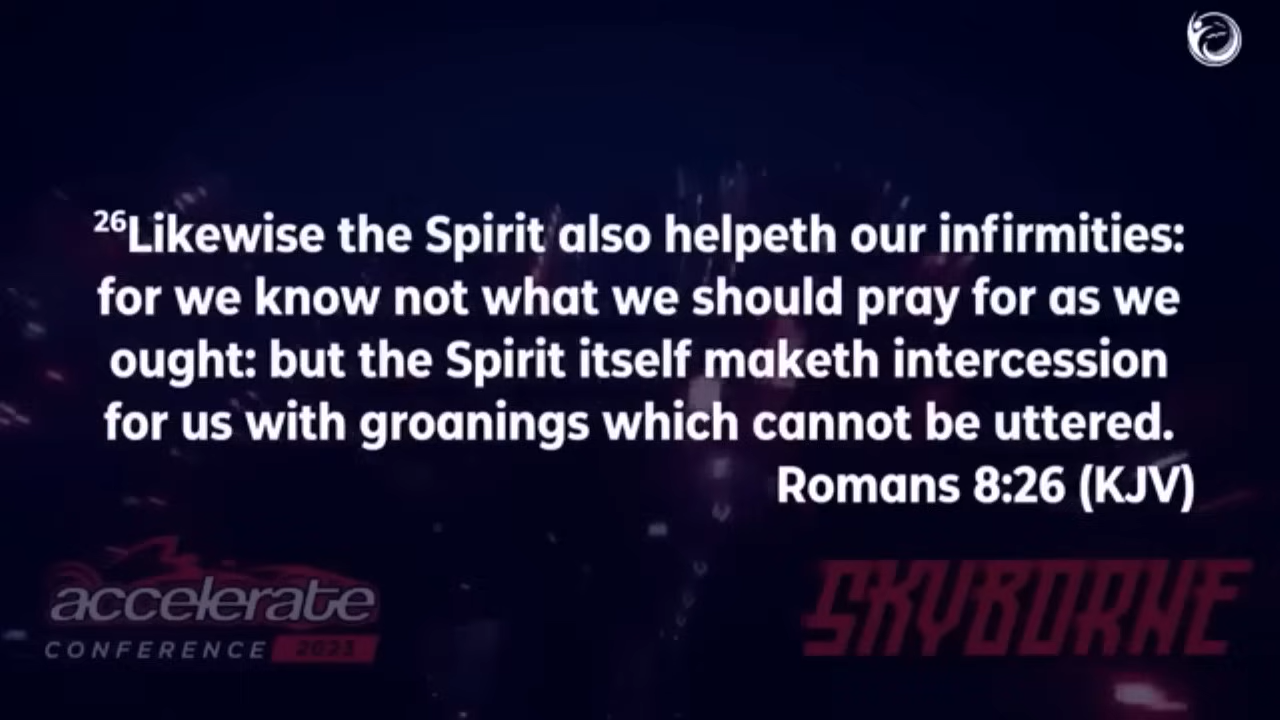 26Likewise the Spirit also helpeth our infirmities:
for we know not what we should pray for as we
ought: but the Spirit itself maketh intercession
for us with groanings which cannot be uttered.
Romans 8:26 (KJV)
accelerate
CONFERENCE 2023
SKYBORNE